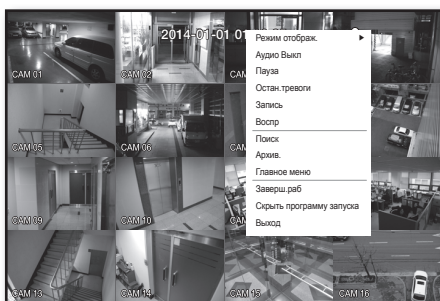 2014-01-01 01
CAM 01
CAM 02
CAM
Режим отображ.
Аудио Выкл
Пауза
Остан.тревоги
Запись
Воспр
Поиск
Архив.
Главное меню
Заверш.раб
Скрыть программу запуска
Выход
CAM 05
CAM 06
CAM 09
CAM 10
CAM 13
CAM 14
CAM 15
CAM 16